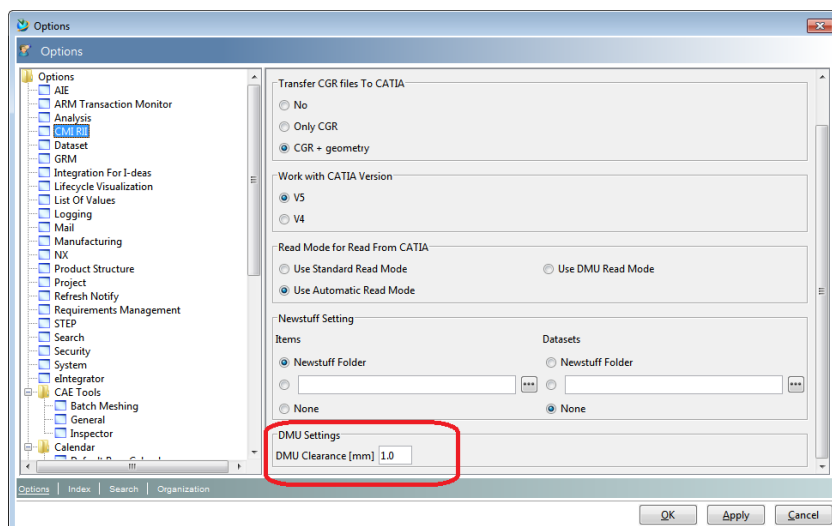 Options
Options
Options
AIE
ARM Transaction Monitor
Analysis
CMI RII
Dataset
GRM
Integration For I-deas
Lifecycle Visualization
List Of Values
Logging
Mail
Manufacturing
NX
Product Structure
Project
Refresh Notify
Requirements Management
STEP
Search
Security
System
eIntegrator
CAE Tools
Batch Meshing
General
Inspector
Calendar
Transfer CGR files To CATIA
No
Only CGR
CGR + geometry
Work with CATIA Version
V5
V4
Read Mode for Read From CATIA
Use Standard Read Mode Use DMU Read Mode
Use Automatic Read Mode
Newstuff Setting
Items Datasets
Newstuff Folder Newstuff Folder
None None
DMU Settings
DMU Clearance [mm] 1.0
Options | Index | Search | Organization
OK Apply Cancel